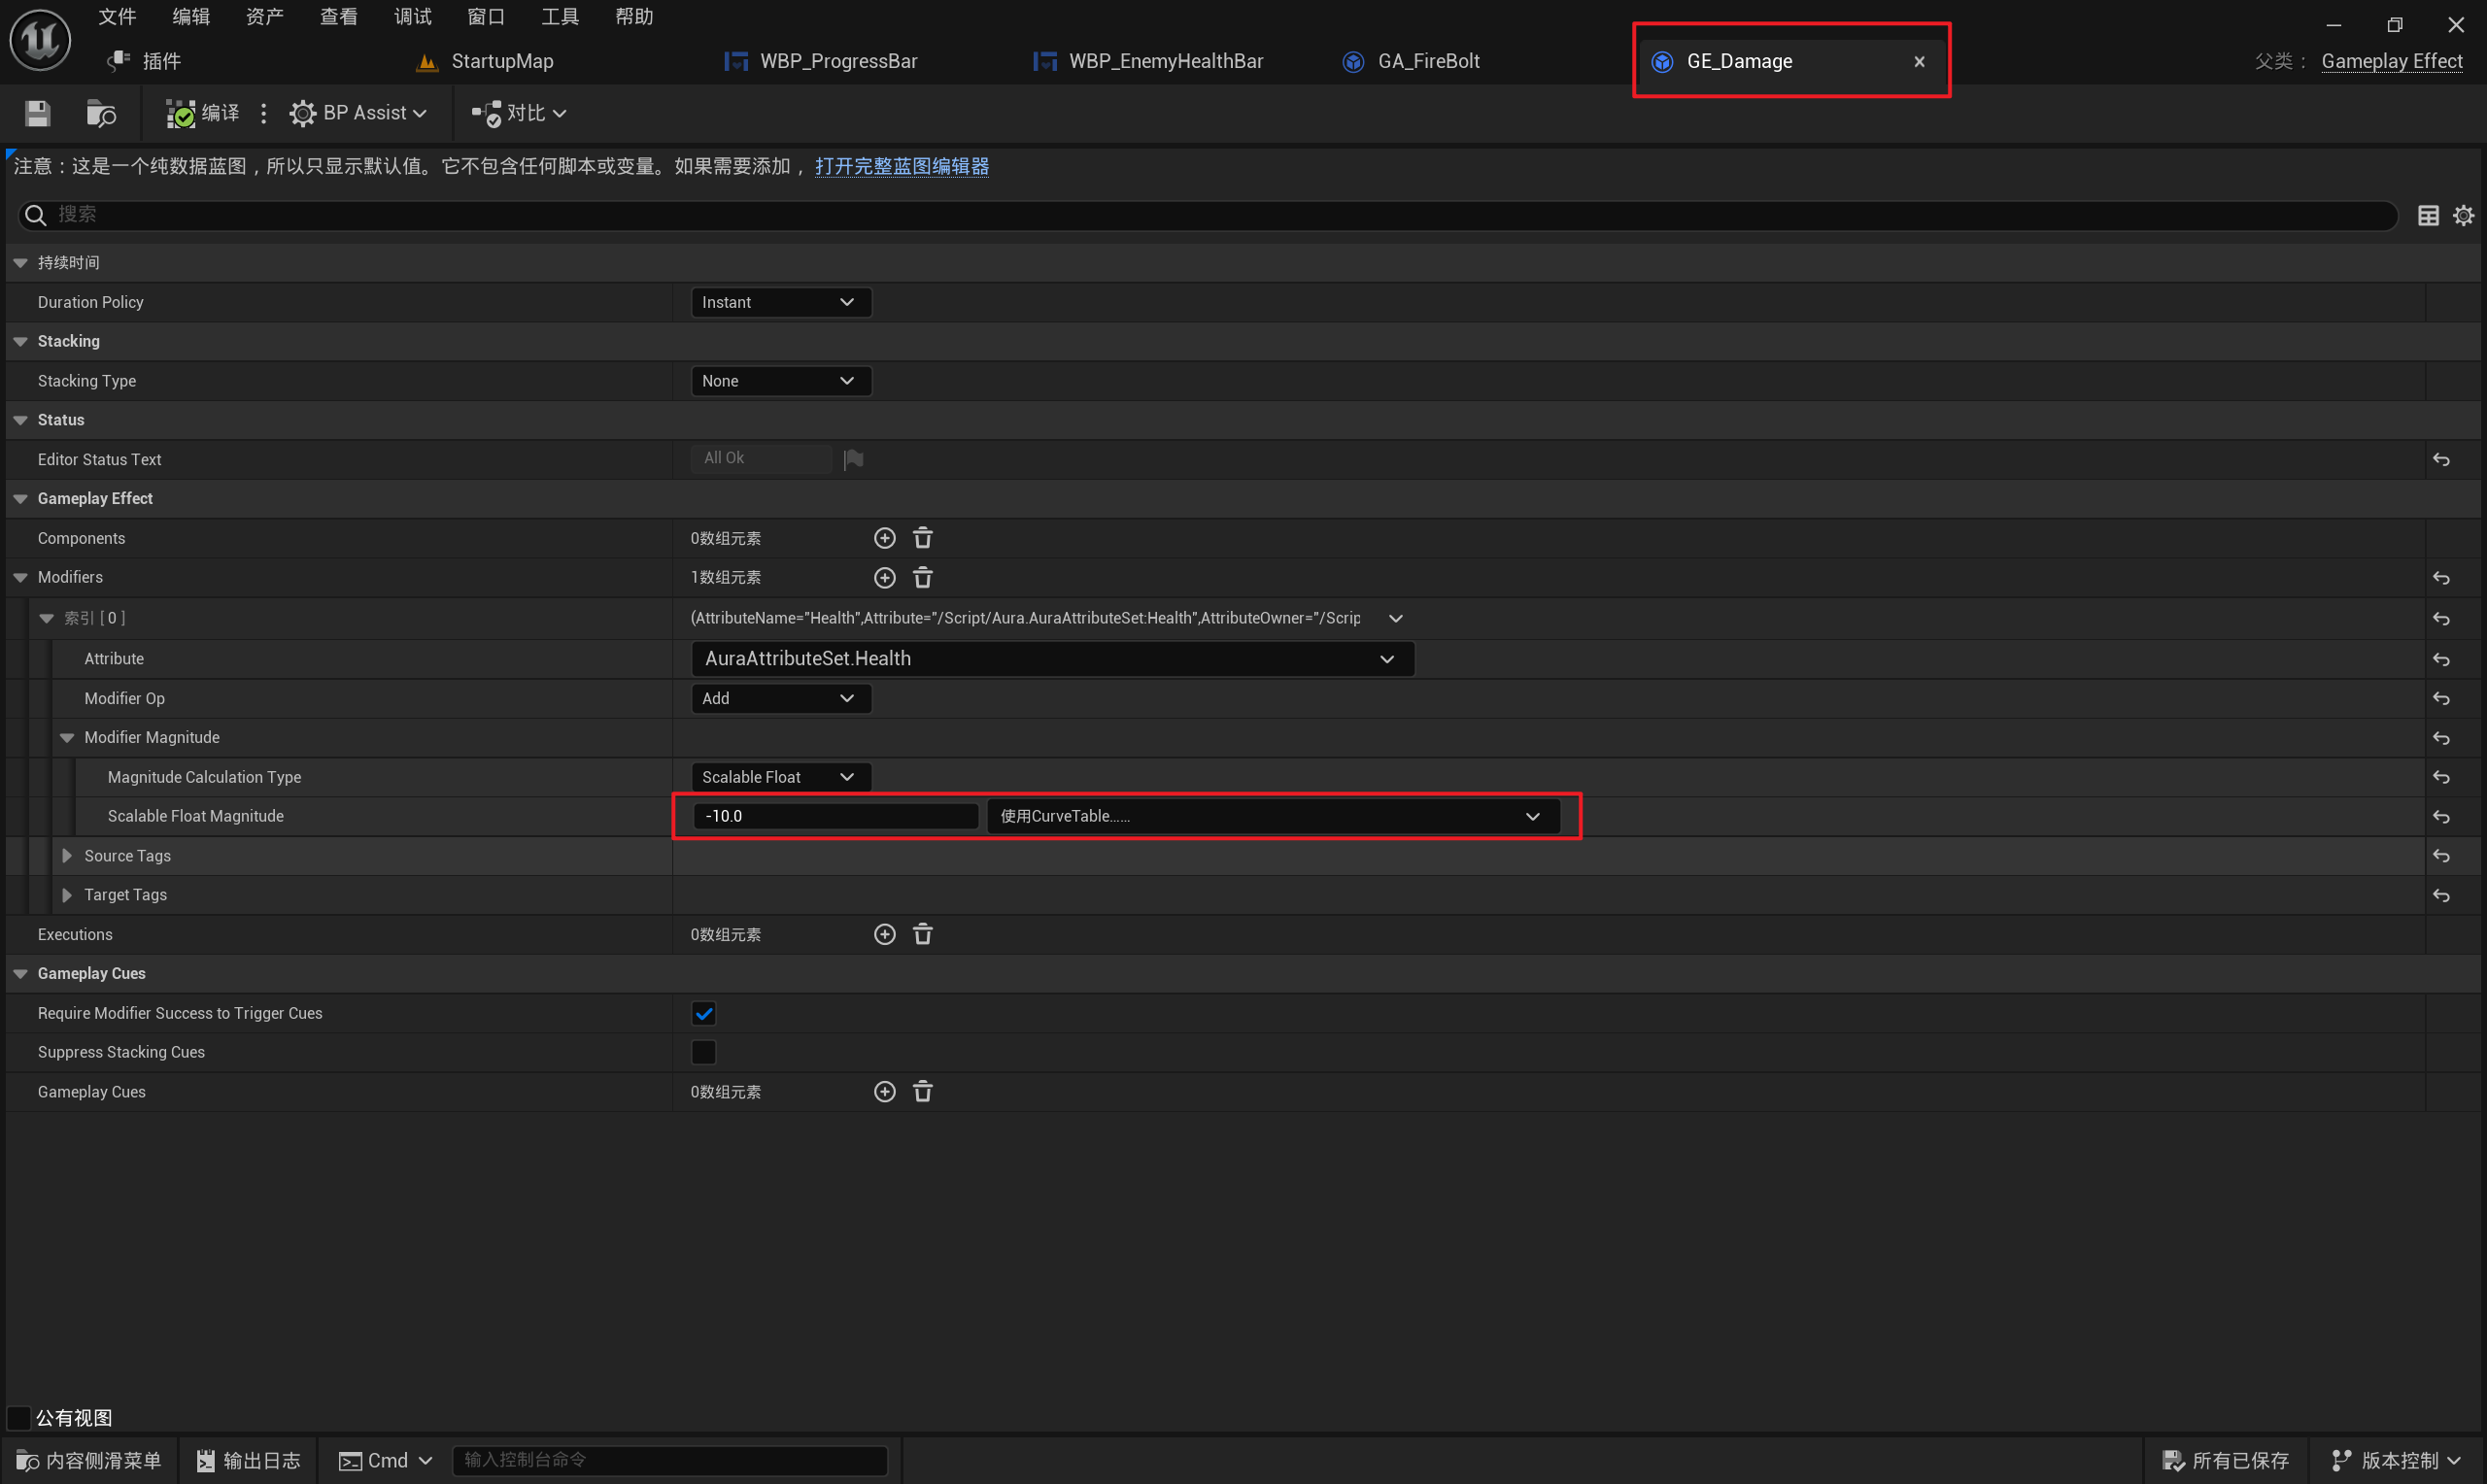 文件 编辑 资产 查看 调试 窗口 工具 帮助
插件 StartupMap WBP_ProgressBar WBP_EnemyHealthBar GA_FireBolt GE_Damage 父类： Gameplay Effect
编译 BP Assist 对比
注意：这是一个纯数据蓝图，所以只显示默认值。它不包含任何脚本或变量。如果需要添加，打开完整蓝图编辑器
搜索
持续时间
Duration Policy Instant
Stacking
Stacking Type None
Status
Editor Status Text All Ok
Gameplay Effect
Components 0数组元素
Modifiers 1数组元素
索引 [ 0 ] (AttributeName="Health",Attribute="/Script/Aura.AuraAttributeSet:Health",AttributeOwner="/Scrip
Attribute AuraAttributeSet.Health
Modifier Op Add
Modifier Magnitude
Magnitude Calculation Type Scalable Float
Scalable Float Magnitude -10.0 使用CurveTable......
Source Tags
Target Tags
Executions 0数组元素
Gameplay Cues
Require Modifier Success to Trigger Cues
Suppress Stacking Cues
Gameplay Cues 0数组元素
公有视图
内容侧滑菜单 输出日志 Cmd 输入控制台命令 所有已保存 版本控制